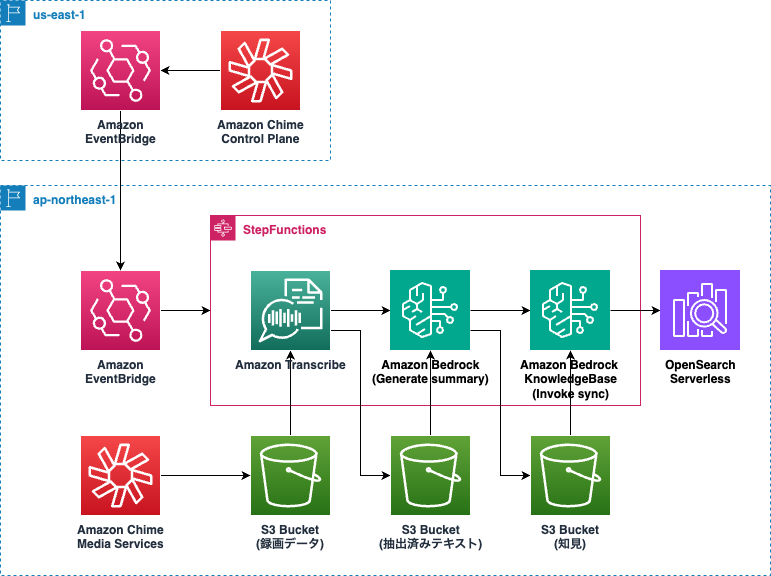 us-east-1
Amazon
EventBridge
Amazon Chime
Control Plane
ap-northeast-1
StepFunctions
Amazon
EventBridge
Amazon Transcribe
Amazon Bedrock
(Generate summary)
Amazon Bedrock
KnowledgeBase
(Invoke sync)
OpenSearch
Serverless
Amazon Chime
Media Services
S3 Bucket
(録画データ)
S3 Bucket
(抽出済みテキスト)
S3 Bucket
(知見)